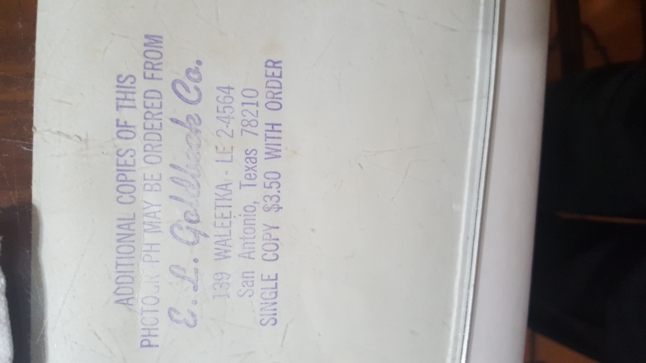 ADDITIONAL COPIES OF THIS
PHOTOGRAPH MAY BE ORDERED FROM
E. L. Goldbeck Co.
139 WALEETKA - LE 2-4564
San Antonio, Texas 78210
SINGLE COPY $3.50 WITH ORDER